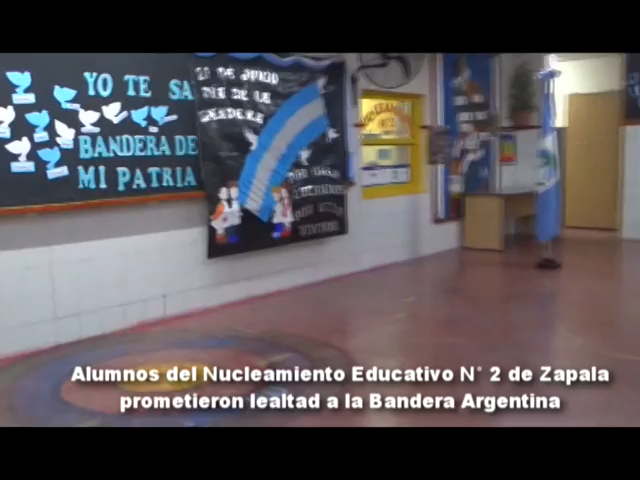 YO TE SA
BANDERA DE
MI PATRIA
20 DE JUNIO
DIA DE LA
BANDERA
Alumnos del Nucleamiento Educativo N° 2 de Zapala
prometieron lealtad a la Bandera Argentina